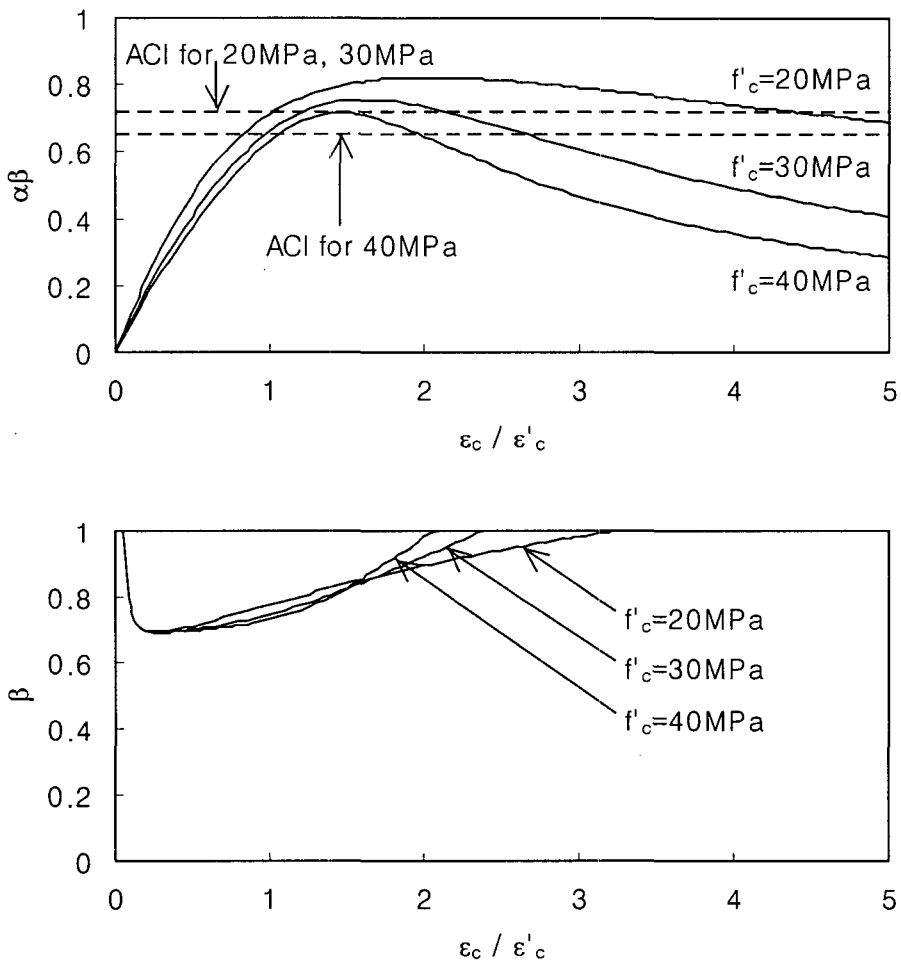 1
ACI for 20MPa, 30MPa
f'c=20MPa
0.8
0.6
αβ
f'c=30MPa
0.4
ACI for 40MPa
0.2
f'c=40MPa
0
0 1 2 3 4 5
εc / ε'c
1
0.8
0.6
β
f'c=20MPa
f'c=30MPa
f'c=40MPa
0.4
0.2
0
0 1 2 3 4 5
εc / ε'c